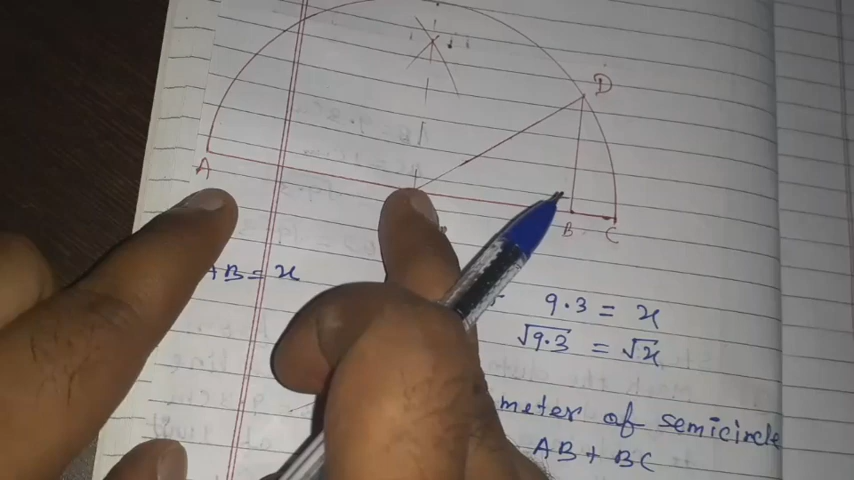 D
A
B C
AB = x
9.3 = x
√9.3 = √x
meter of semicircle
AB + BC